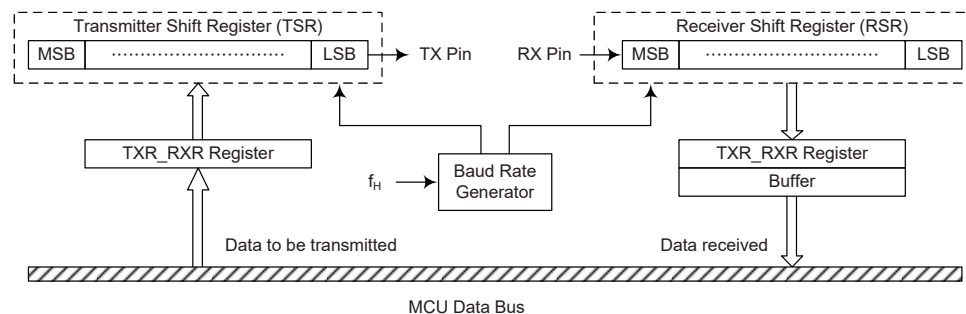 Transmitter Shift Register (TSR)
Receiver Shift Register (RSR)
MSB ………………………… LSB
TX Pin
RX Pin
MSB ………………………… LSB
TXR_RXR Register
fH
Baud Rate
Generator
TXR_RXR Register
Buffer
Data to be transmitted
Data received
MCU Data Bus